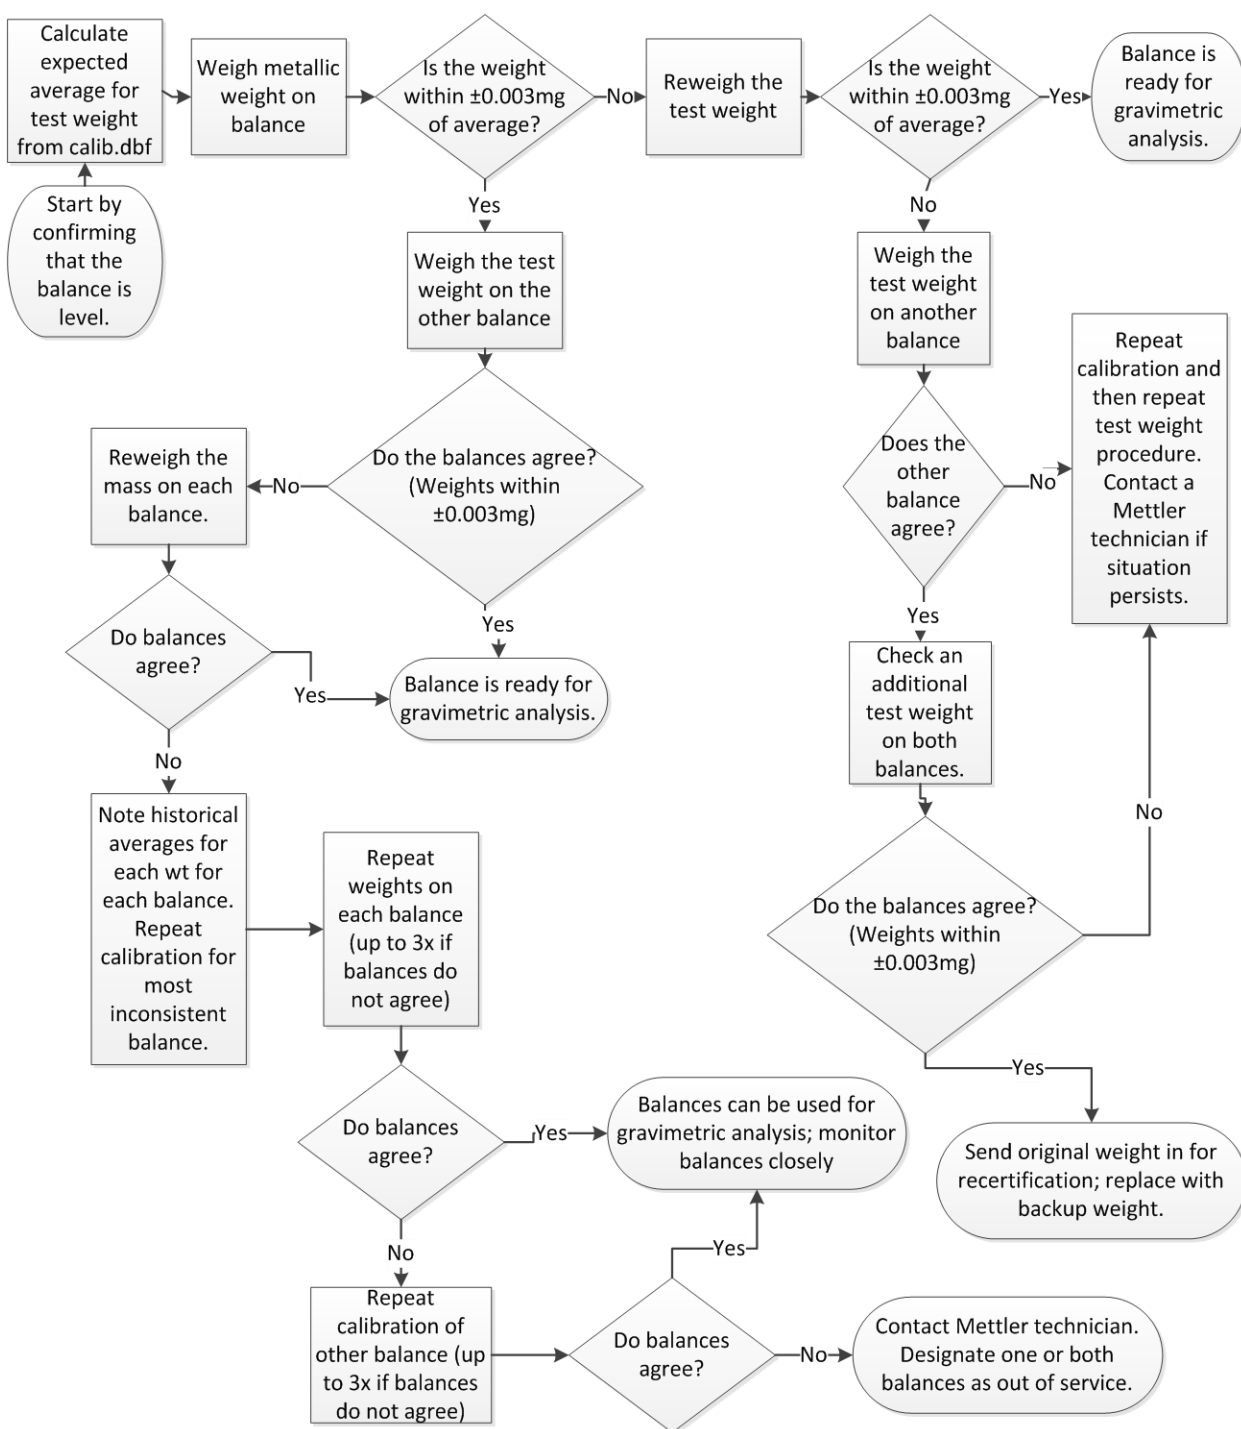 Start by
confirming
that the
balance is
level.
Calculate
expected
average for
test weight
from calib.dbf
Weigh metallic
weight on
balance
Is the weight
within ±0.003mg
of average?
No
Reweigh the
test weight
Is the weight
within ±0.003mg
of average?
Yes
Balance is
ready for
gravimetric
analysis.
Yes
Weigh the test
weight on the
other balance
Do the balances agree?
(Weights within
±0.003mg)
No
Reweigh the
mass on each
balance.
Yes
Do balances
agree?
Yes
Balance is ready for
gravimetric analysis.
No
Note historical
averages for
each wt for
each balance.
Repeat
calibration for
most
inconsistent
balance.
Repeat
weights on
each balance
(up to 3x if
balances do
not agree)
Do balances
agree?
Yes
Balances can be used for
gravimetric analysis; monitor
balances closely
No
Repeat
calibration of
other balance (up
to 3x if balances
do not agree)
Do balances
agree?
Yes
No
Contact Mettler technician.
Designate one or both
balances as out of service.
No
Weigh the
test weight
on another
balance
Does the
other
balance
agree?
No
Repeat
calibration and
then repeat
test weight
procedure.
Contact a
Mettler
technician if
situation
persists.
Yes
Check an
additional
test weight
on both
balances.
Do the balances agree?
(Weights within
±0.003mg)
No
Yes
Send original weight in for
recertification; replace with
backup weight.